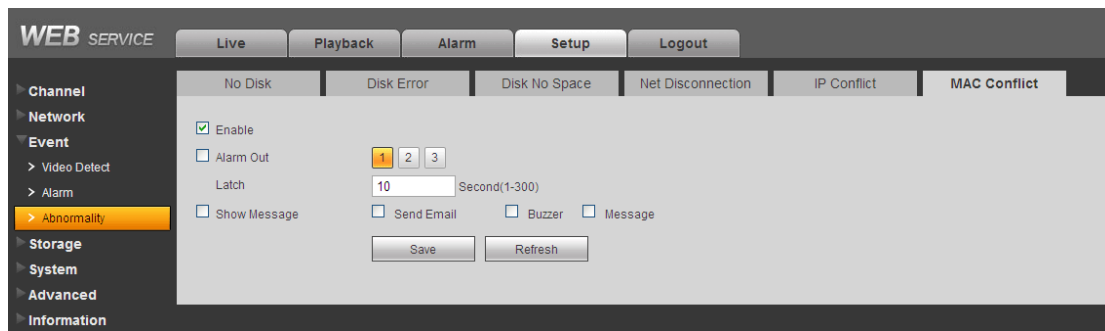 WEB SERVICE
Live Playback Alarm Setup Logout
Channel
Network
Event
> Video Detect
> Alarm
> Abnormality
Storage
System
Advanced
Information
No Disk Disk Error Disk No Space Net Disconnection IP Conflict MAC Conflict
Enable
Alarm Out 1 2 3
Latch 10 Second(1-300)
Show Message Send Email Buzzer Message
Save Refresh